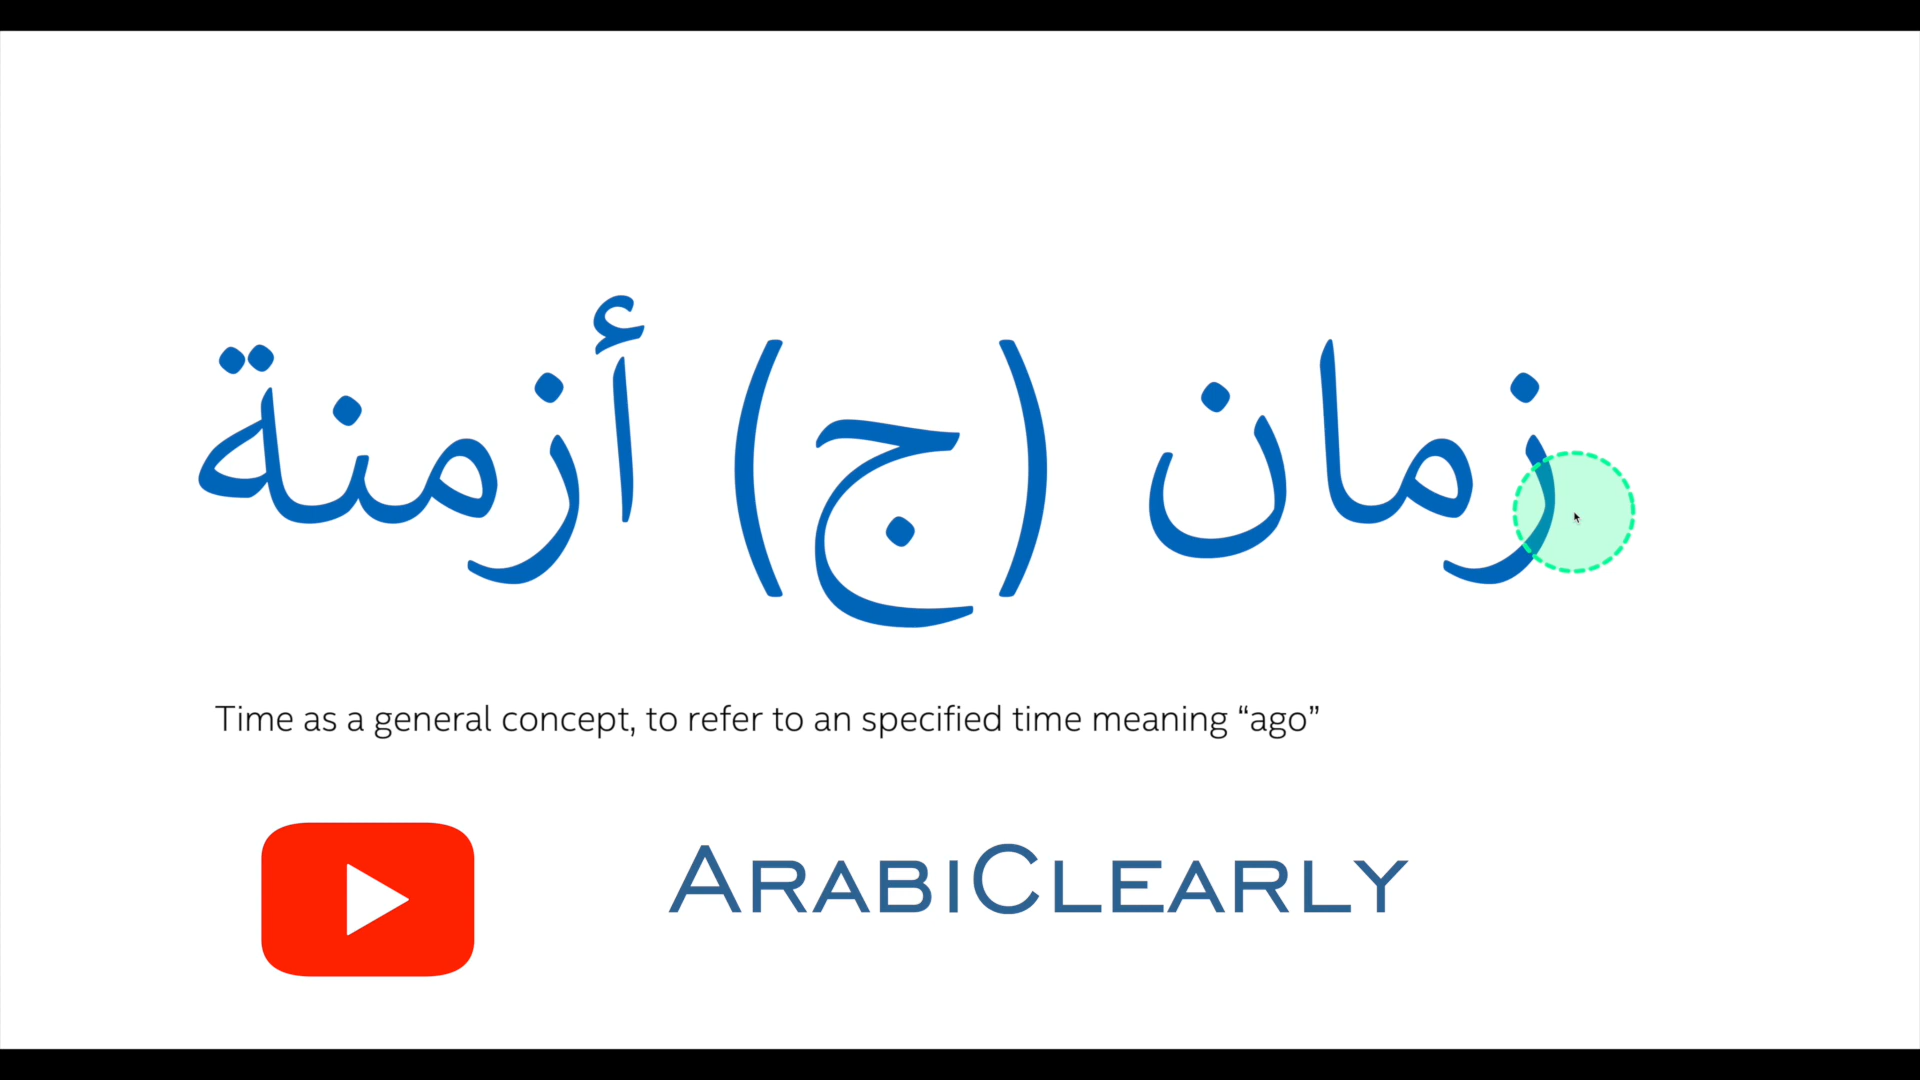 زمان (ج) أزمنة
Time as a general concept, to refer to an specified time meaning “ago”
ArabiClearly